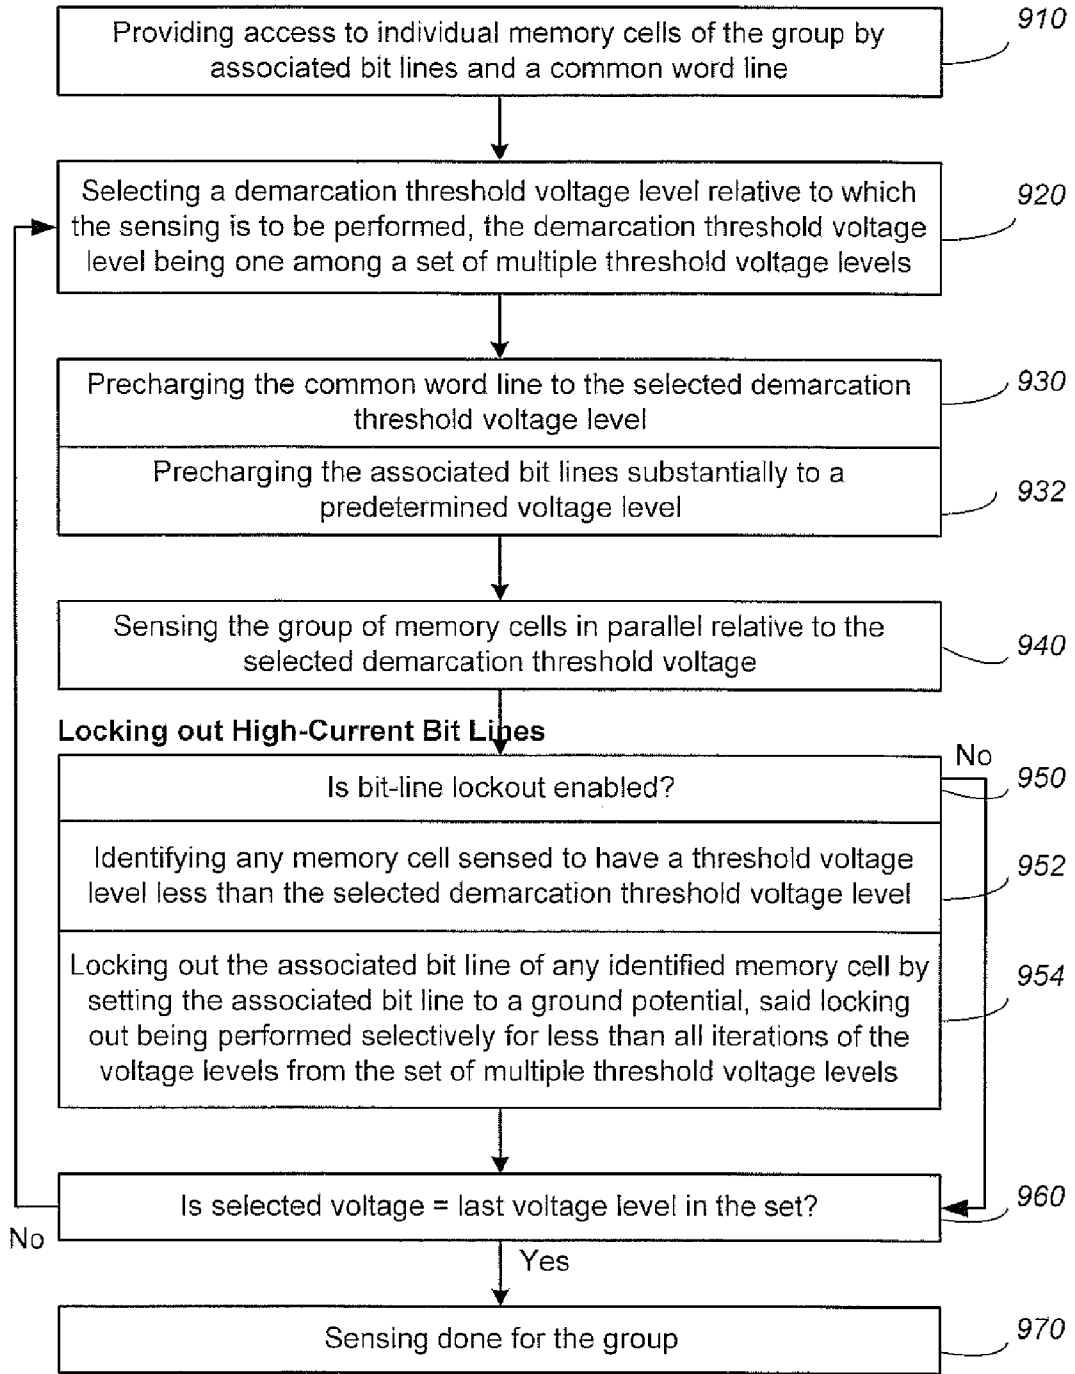 Providing access to individual memory cells of the group by
associated bit lines and a common word line
910
Selecting a demarcation threshold voltage level relative to which
the sensing is to be performed, the demarcation threshold voltage
level being one among a set of multiple threshold voltage levels
920
Precharging the common word line to the selected demarcation
threshold voltage level
930
Precharging the associated bit lines substantially to a
predetermined voltage level
932
Sensing the group of memory cells in parallel relative to the
selected demarcation threshold voltage
940
Locking out High-Current Bit Lines
No
Is bit-line lockout enabled?
950
Identifying any memory cell sensed to have a threshold voltage
level less than the selected demarcation threshold voltage level
952
Locking out the associated bit line of any identified memory cell by
setting the associated bit line to a ground potential, said locking
out being performed selectively for less than all iterations of the
voltage levels from the set of multiple threshold voltage levels
954
Is selected voltage = last voltage level in the set?
960
No
Yes
Sensing done for the group
970